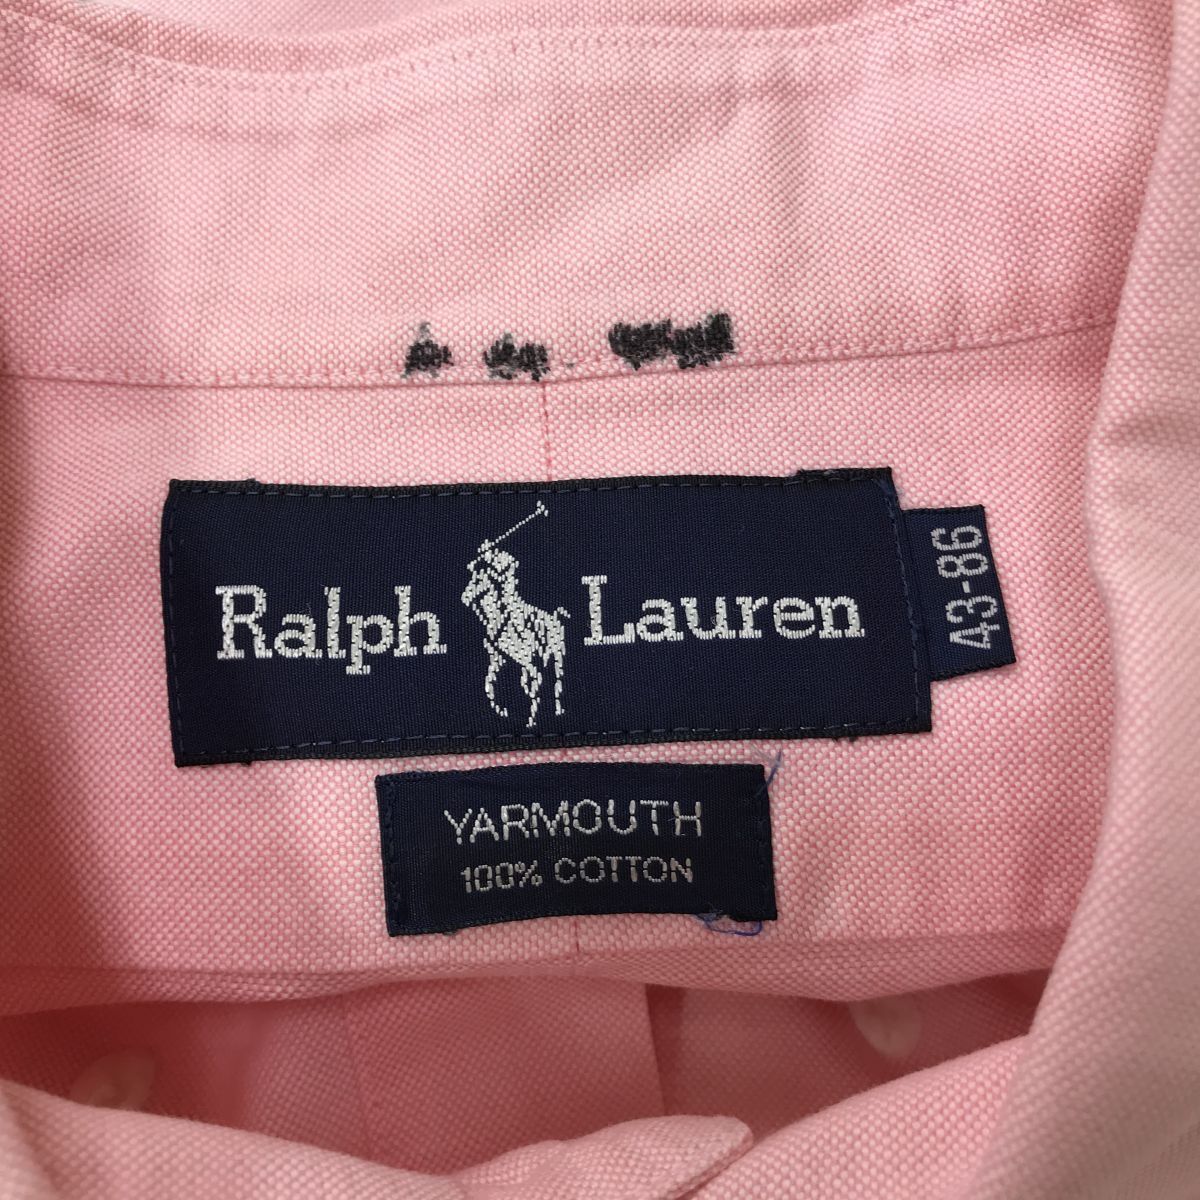 Ralph Lauren
43-86
YARMOUTH
100% COTTON